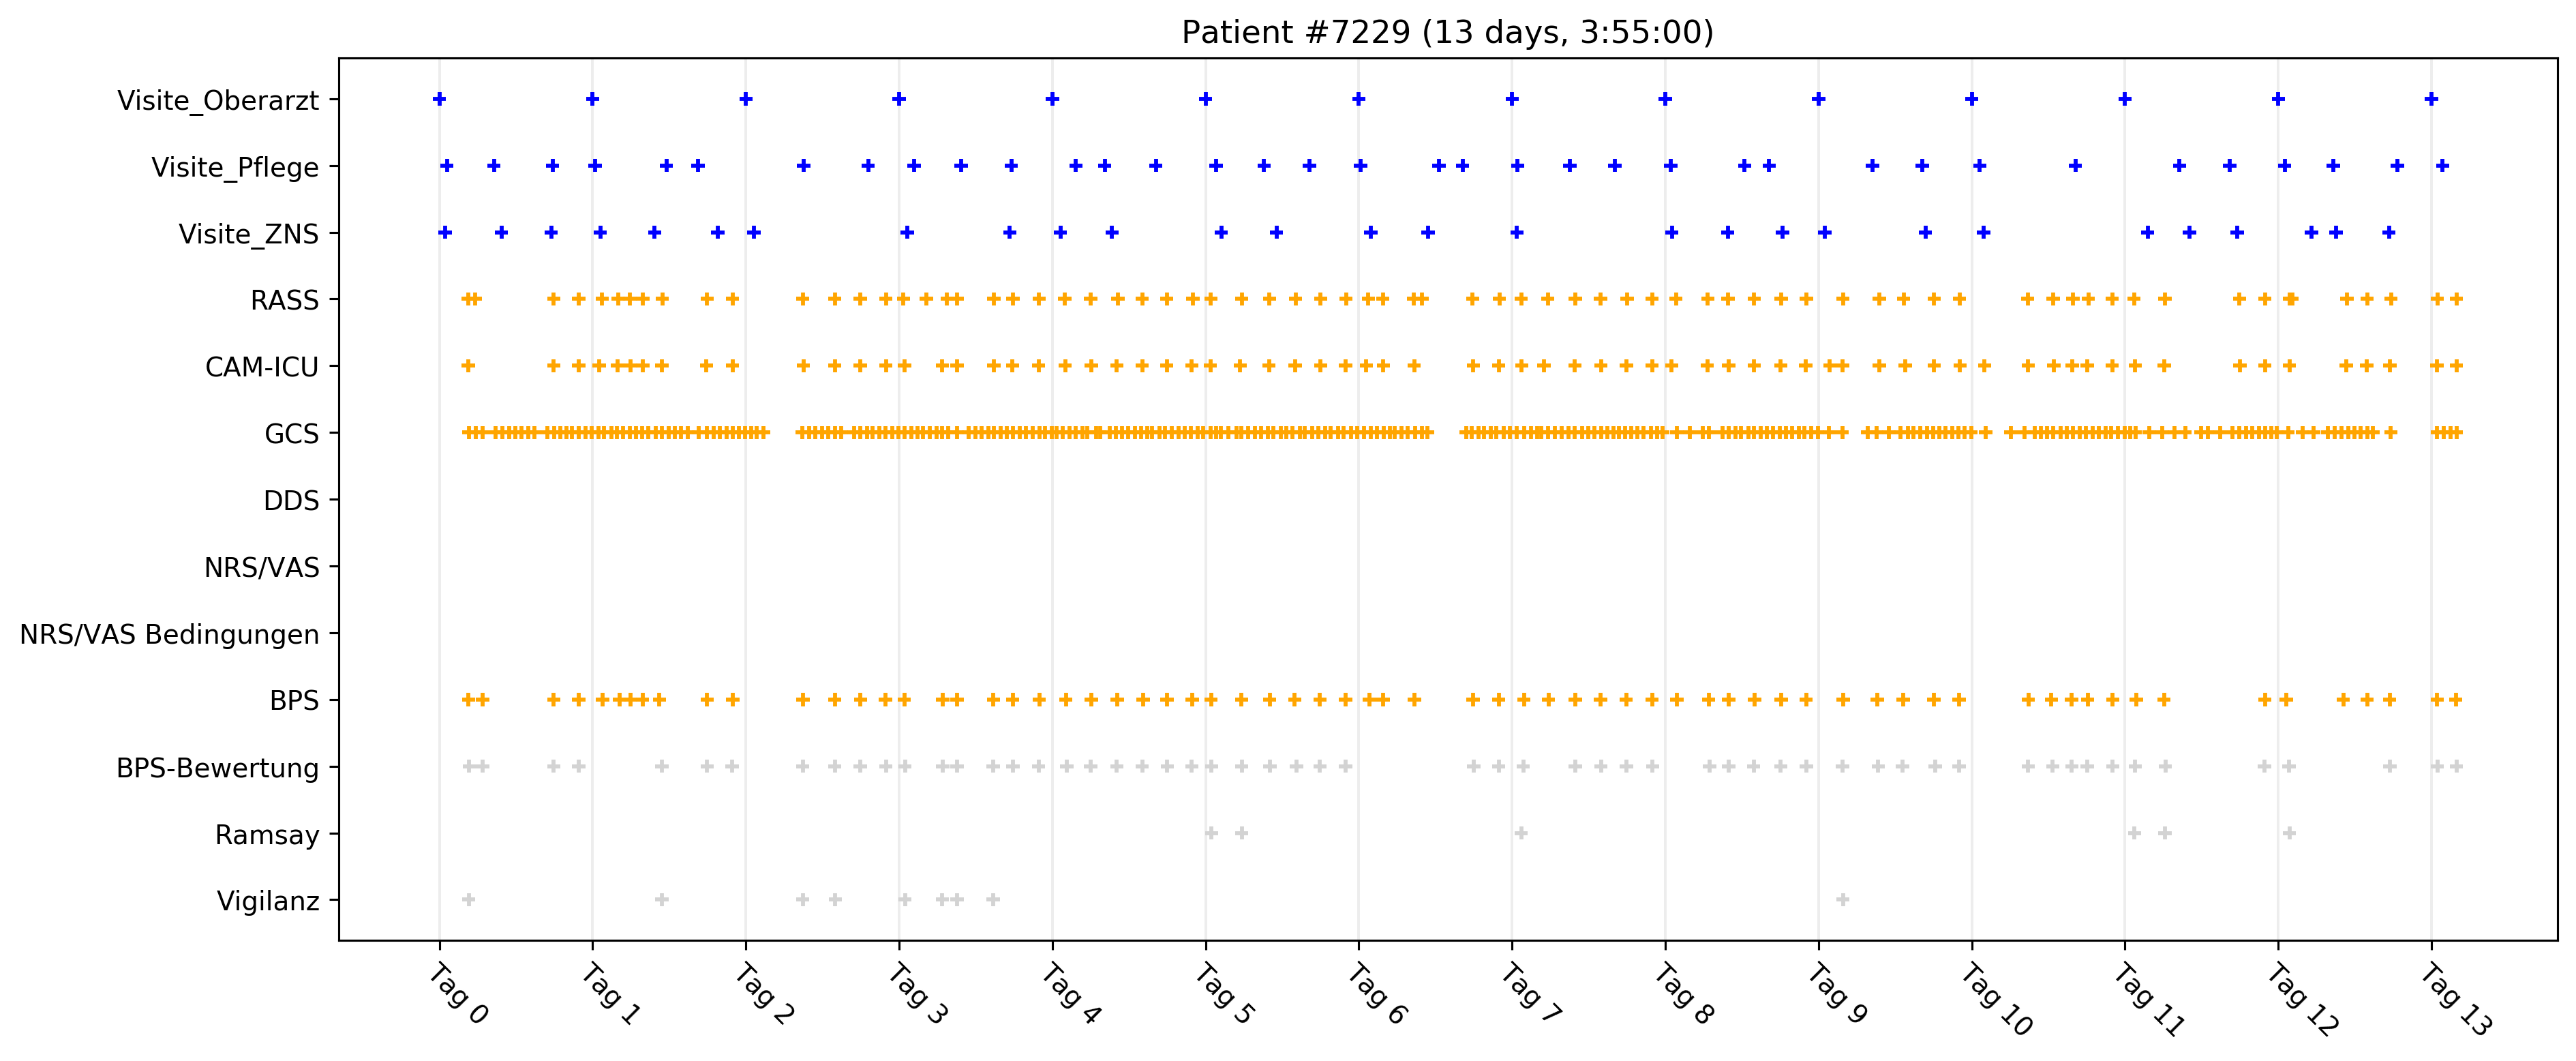 Patient #7229 (13 days, 3:55:00)
Visite_Oberarzt
Visite_Pflege
Visite_ZNS
RASS
CAM-ICU
GCS
DDS
NRS/VAS
NRS/VAS Bedingungen
BPS
BPS-Bewertung
Ramsay
Vigilanz
Tag 0
Tag 1
Tag 2
Tag 3
Tag 4
Tag 5
Tag 6
Tag 7
Tag 8
Tag 9
Tag 10
Tag 11
Tag 12
Tag 13